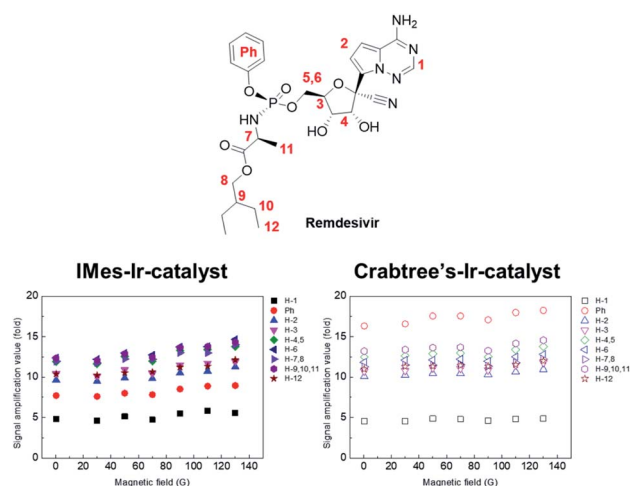 NH₂
2
N
N
N
1
Ph
5,6
O
O
O
P
O
O
3
N
4
HN
HO
OH
7
O
11
O
8
9
10
12
Remdesivir
IMes-Ir-catalyst
Crabtree's-Ir-catalyst
Signal amplification value (fold)
20
15
10
5
0
0 20 40 60 80 100 120 140
Magnetic field (G)
H-1
Ph
H-2
H-3
H-4,5
H-6
H-7,8
H-9,10,11
H-12
Signal amplification value (fold)
20
15
10
5
0
0 20 40 60 80 100 120 140
Magnetic field (G)
H-1
Ph
H-2
H-3
H-4,5
H-6
H-7,8
H-9,10,11
H-12